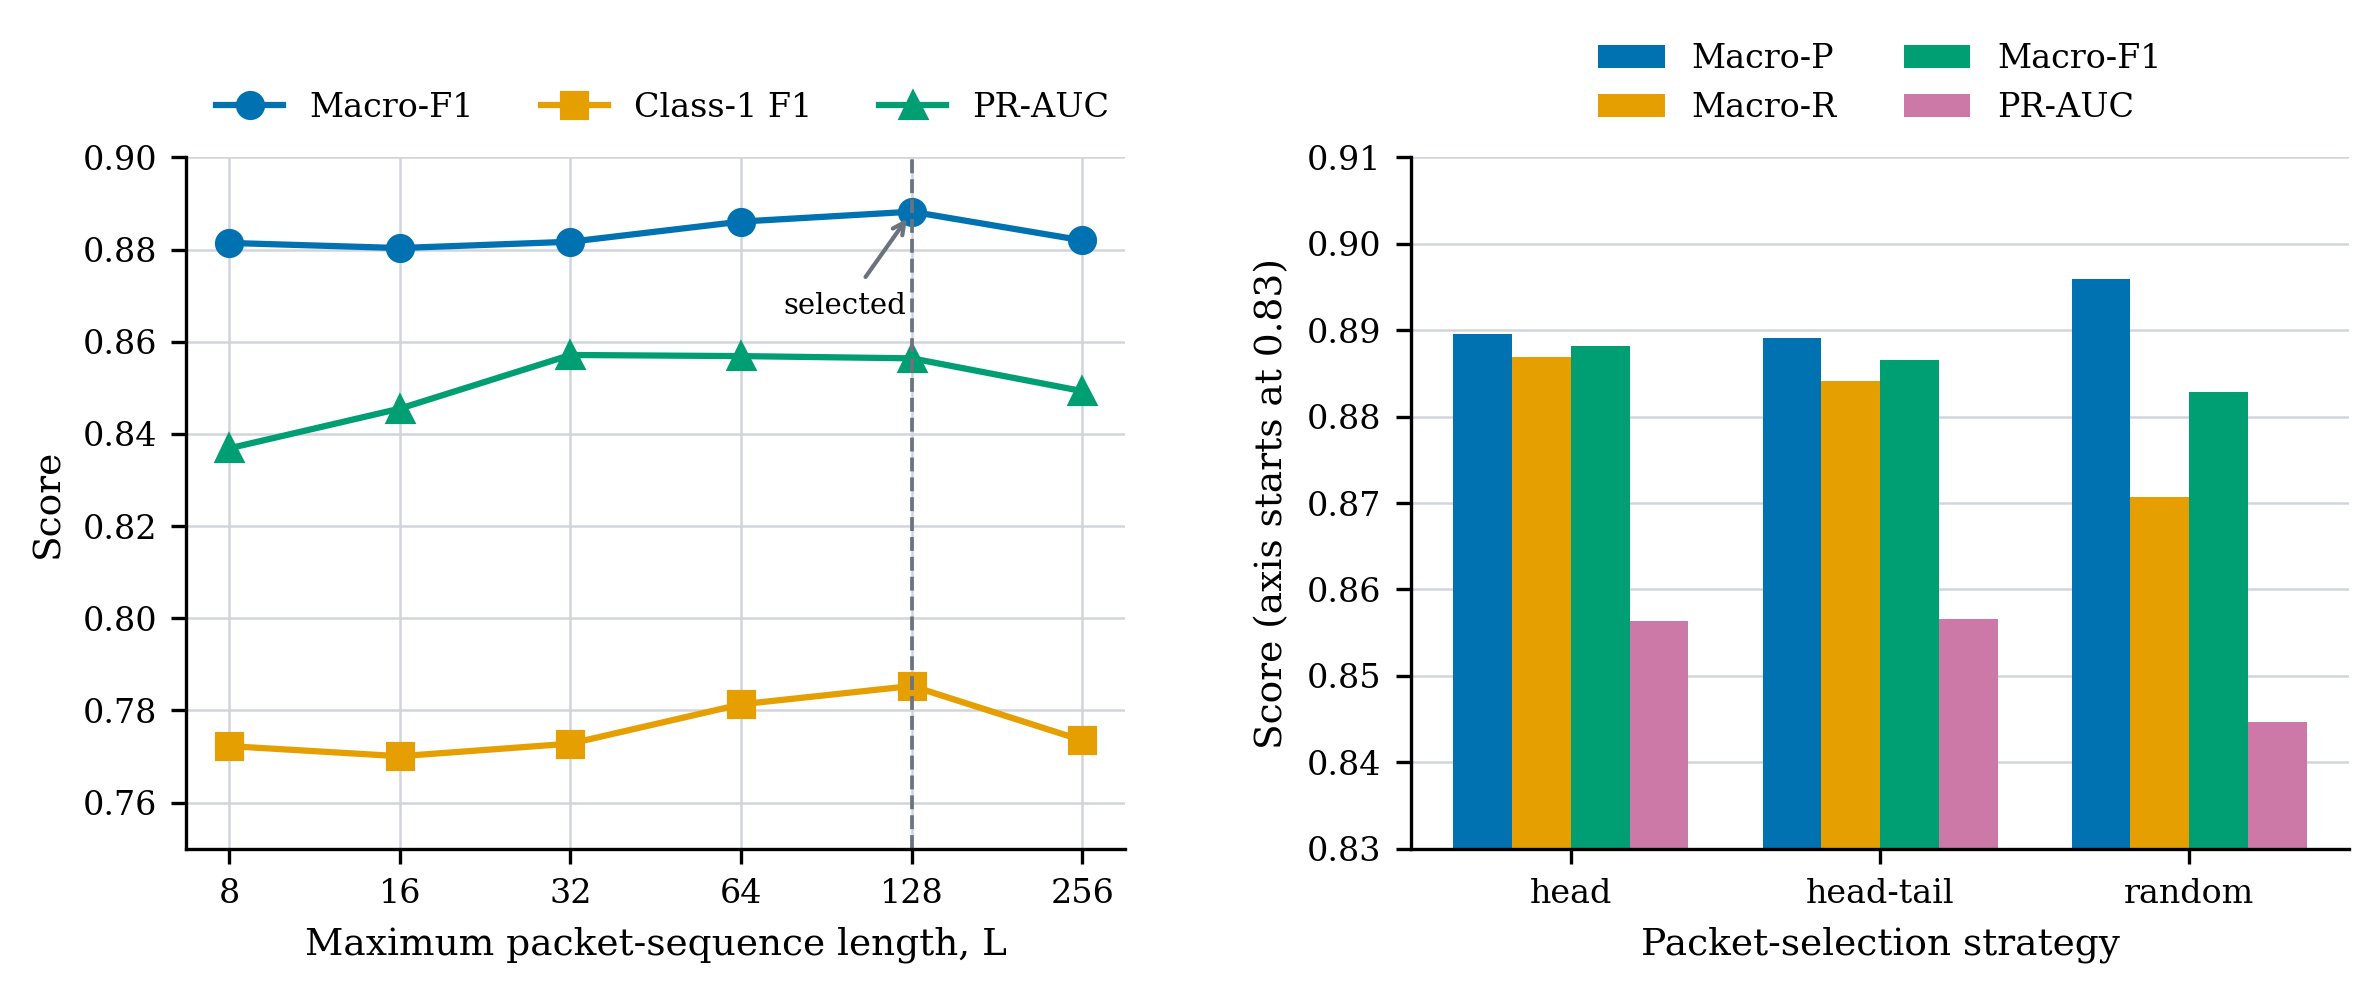 Macro-F1 Class-1 F1 PR-AUC
0.90
0.88
0.86
0.84
0.82
0.80
0.78
0.76
Score
selected
8 16 32 64 128 256
Maximum packet-sequence length, L
Macro-P Macro-F1
Macro-R PR-AUC
0.91
0.90
0.89
0.88
0.87
0.86
0.85
0.84
0.83
Score (axis starts at 0.83)
head head-tail random
Packet-selection strategy